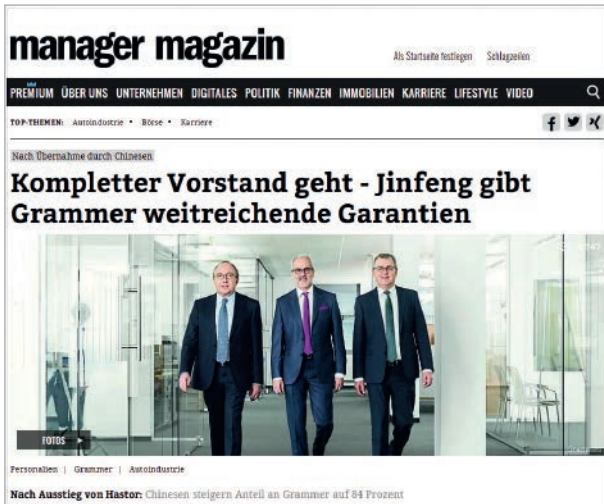 manager magazin
Als Startseite festlegen Schlagzeilen
PREMIUM ÜBER UNS UNTERNEHMEN DIGITALES POLITIK FINANZEN IMMOBILIEN KARRIERE LIFESTYLE VIDEO
TOP-THEMEN: Autoindustrie • Börse • Karriere
Nach Übernahme durch Chinesen
Kompletter Vorstand geht - Jinfeng gibt
Grammer weitreichende Garantien
FOTOS
Personalien | Grammer | Autoindustrie
Nach Ausstieg von Hastor: Chinesen steigern Anteil an Grammer auf 84 Prozent